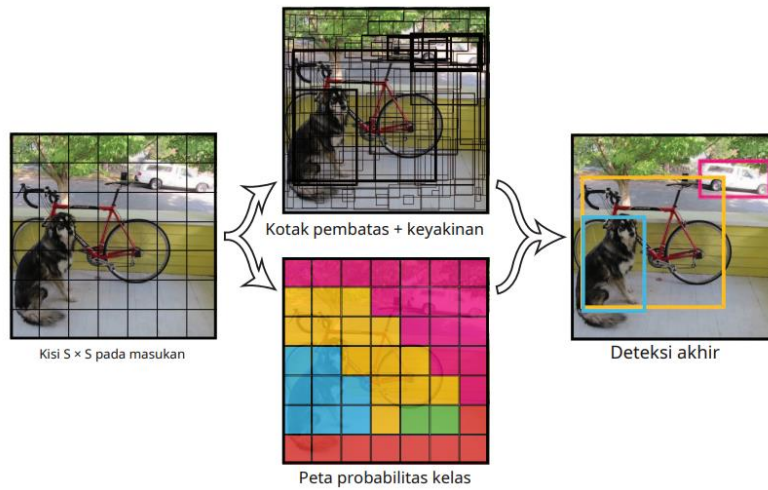 Kotak pembatas + keyakinan
Kisi S × S pada masukan
Deteksi akhir
Peta probabilitas kelas